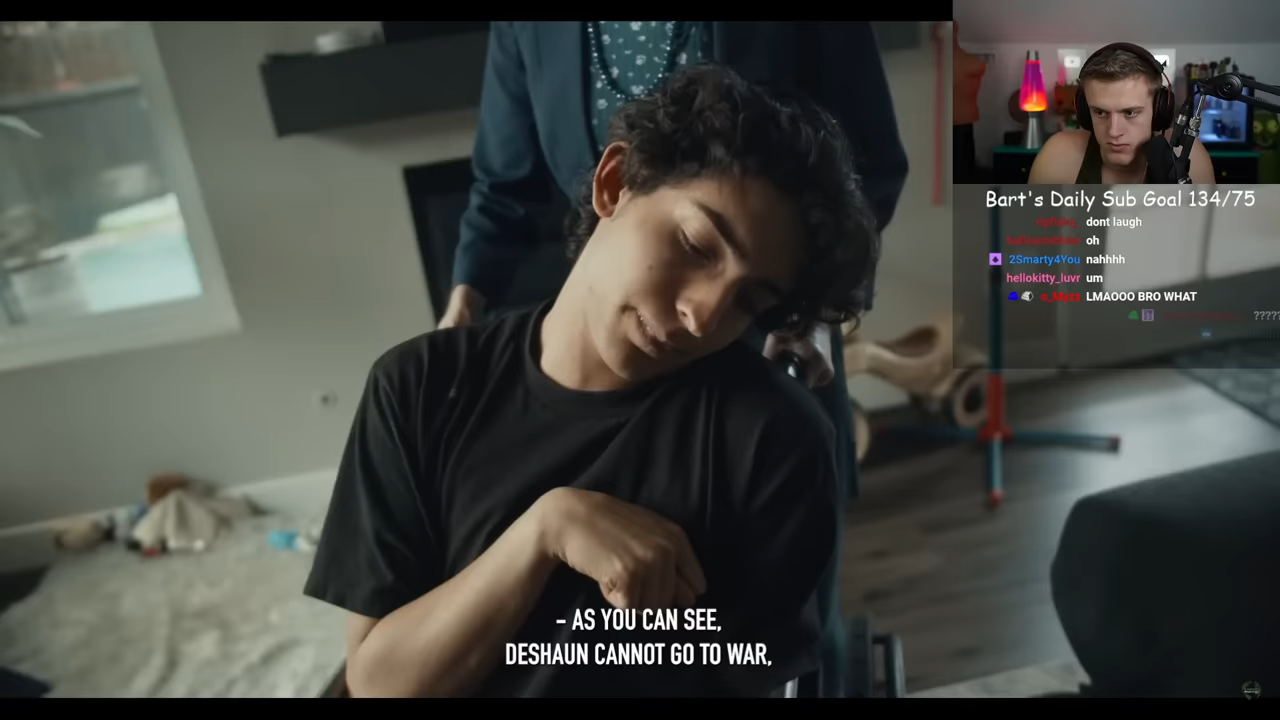 Bart's Daily Sub Goal 134/75
dont laugh
oh
2Smarty4You nahhhh
hellokitty_luvr um
o_Myzz LMAOOO BRO WHAT
?????
- AS YOU CAN SEE,
DESHAUN CANNOT GO TO WAR,